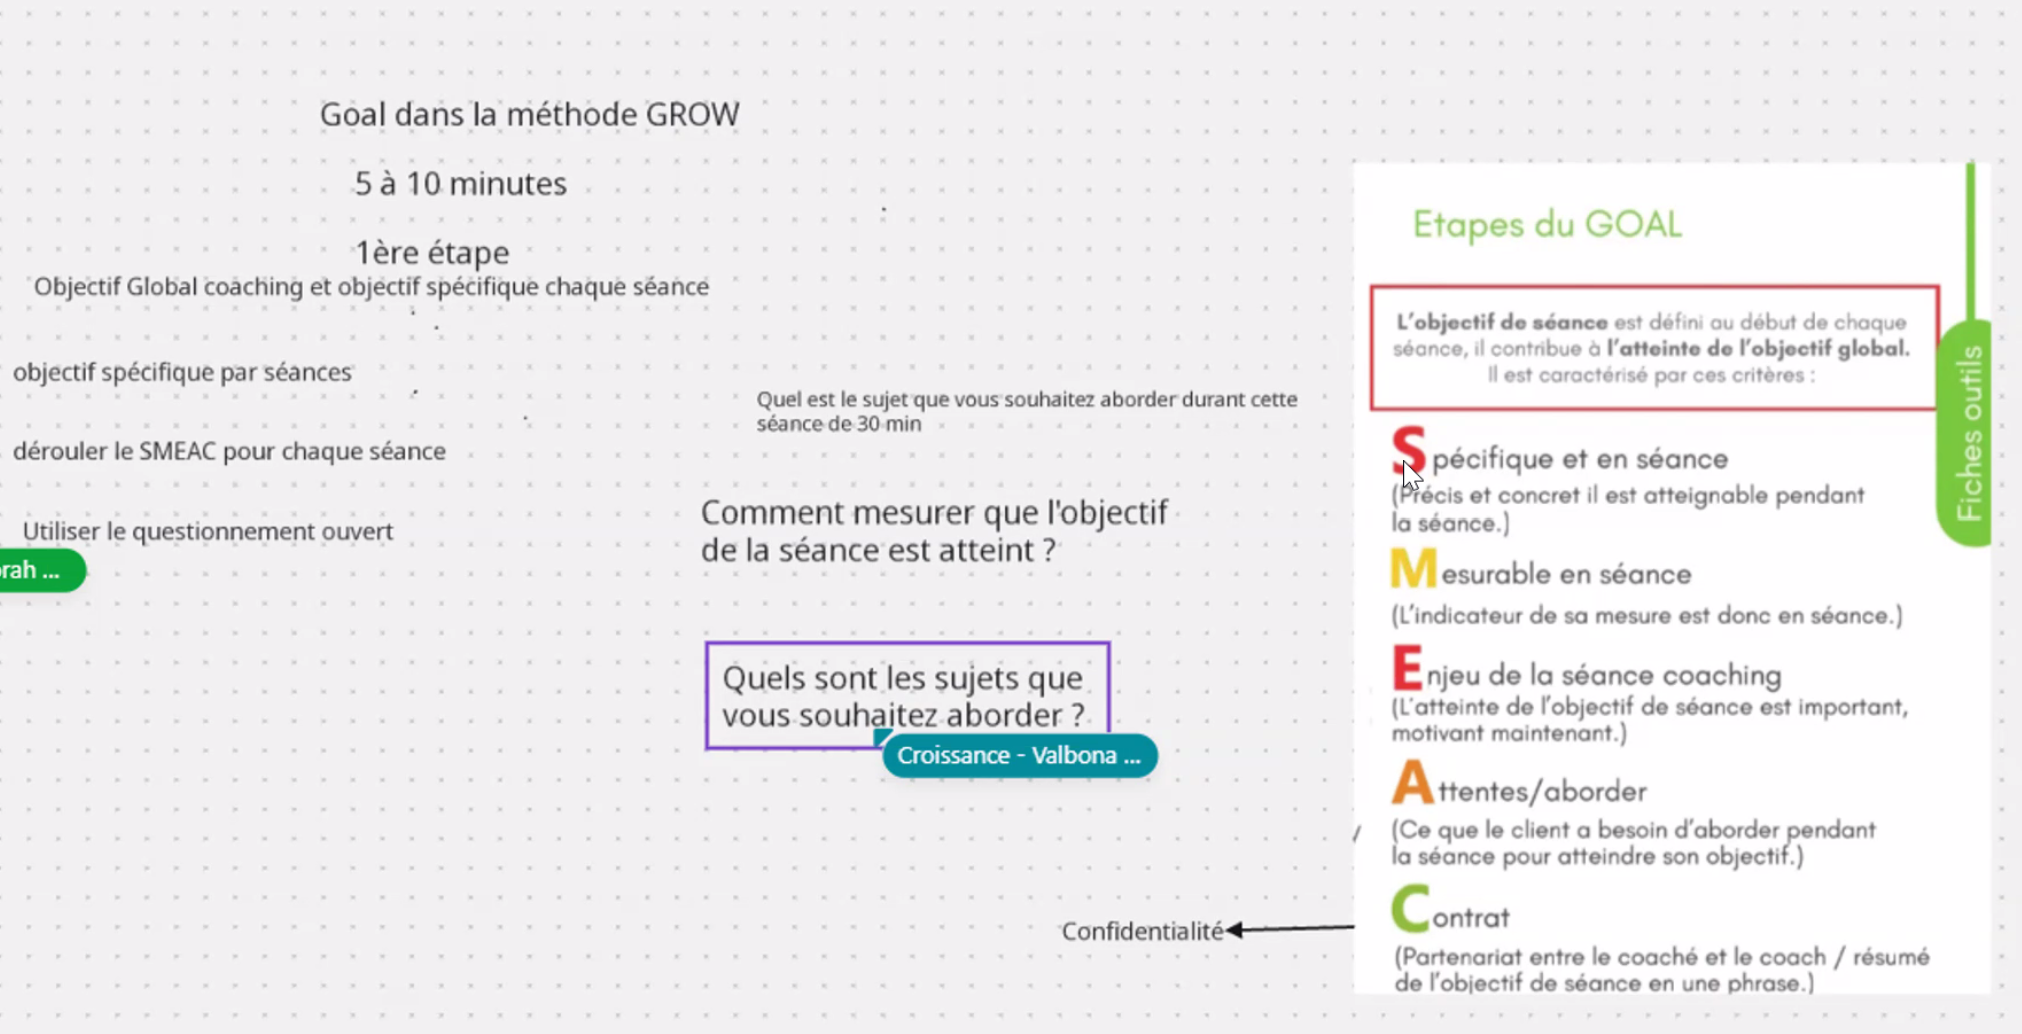 Goal dans la méthode GROW
5 à 10 minutes
1ère étape
Objectif Global coaching et objectif spécifique chaque séance
objectif spécifique par séances
dérouler le SMEAC pour chaque séance
Utiliser le questionnement ouvert
rah ...
Quel est le sujet que vous souhaitez aborder durant cette
séance de 30 min
Comment mesurer que l'objectif
de la séance est atteint ?
Quels sont les sujets que
vous souhaitez aborder ?
Croissance - Valbona ...
Confidentialité
Etapes du GOAL
L'objectif de séance est défini au début de chaque
séance, il contribue à l'atteinte de l'objectif global.
Il est caractérisé par ces critères :
Fiches outils
Spécifique et en séance
(Précis et concret il est atteignable pendant
la séance.)
Mesurable en séance
(L'indicateur de sa mesure est donc en séance.)
Enjeu de la séance coaching
(L'atteinte de l'objectif de séance est important,
motivant maintenant.)
Attentes/aborder
(Ce que le client a besoin d'aborder pendant
la séance pour atteindre son objectif.)
Contrat
(Partenariat entre le coaché et le coach / résumé
de l'objectif de séance en une phrase.)